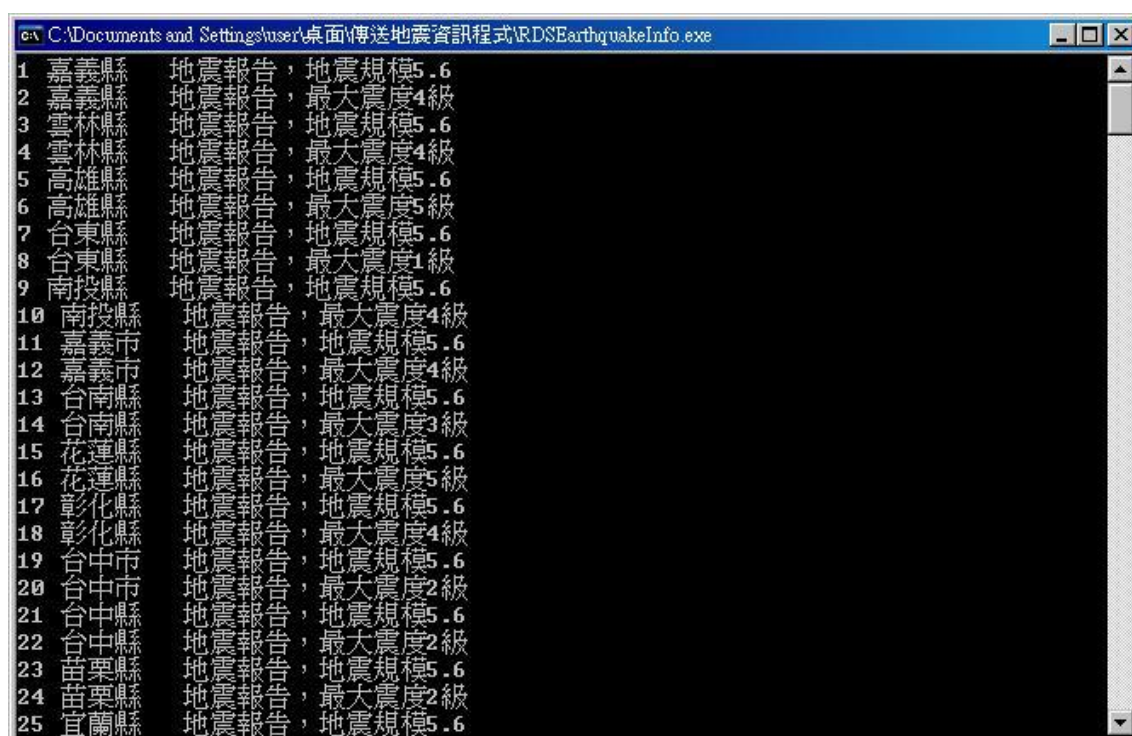 C:\Documents and Settings\user\桌面\傳送地震資訊程式\RDSEarthquakeInfo.exe
1 嘉義縣 地震報告，地震規模5.6
2 嘉義縣 地震報告，最大震度4級
3 雲林縣 地震報告，地震規模5.6
4 雲林縣 地震報告，最大震度4級
5 高雄縣 地震報告，地震規模5.6
6 高雄縣 地震報告，最大震度5級
7 台東縣 地震報告，地震規模5.6
8 台東縣 地震報告，最大震度1級
9 南投縣 地震報告，地震規模5.6
10 南投縣 地震報告，最大震度4級
11 嘉義市 地震報告，地震規模5.6
12 嘉義市 地震報告，最大震度4級
13 台南縣 地震報告，地震規模5.6
14 台南縣 地震報告，最大震度3級
15 花蓮縣 地震報告，地震規模5.6
16 花蓮縣 地震報告，最大震度5級
17 彰化縣 地震報告，地震規模5.6
18 彰化縣 地震報告，最大震度4級
19 台中市 地震報告，地震規模5.6
20 台中市 地震報告，最大震度2級
21 台中縣 地震報告，地震規模5.6
22 台中縣 地震報告，最大震度2級
23 苗栗縣 地震報告，地震規模5.6
24 苗栗縣 地震報告，最大震度2級
25 宜蘭縣 地震報告，地震規模5.6